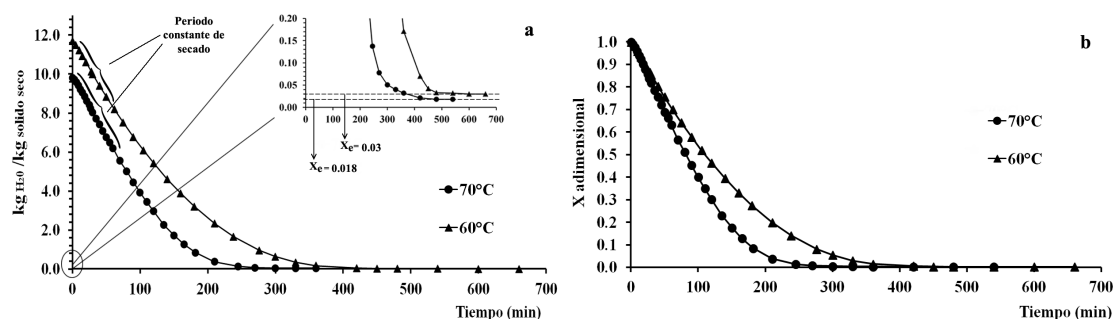 a
kg H₂0 /kg solido seco
12.0
10.0
8.0
6.0
4.0
2.0
0.0
0 100 200 300 400 500 600 700
Tiempo (min)
Periodo
constante de
secado
0.20
0.15
0.10
0.05
0.00
0 100 200 300 400 500 600 700
Xe= 0.03
Xe= 0.018
70°C
60°C
b
X adimensional
1.0
0.9
0.8
0.7
0.6
0.5
0.4
0.3
0.2
0.1
0.0
0 100 200 300 400 500 600 700
Tiempo (min)
70°C
60°C